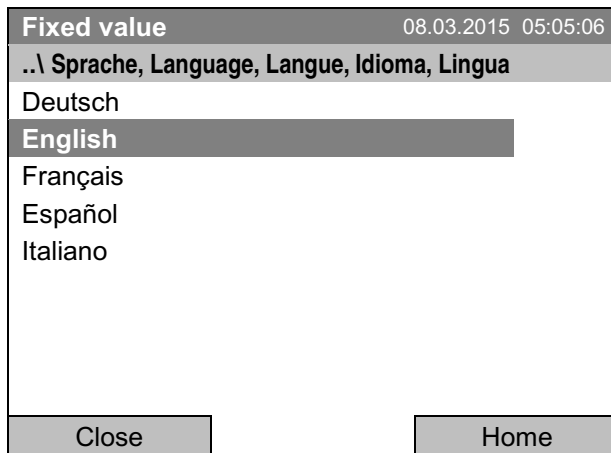 Fixed value 08.03.2015 05:05:06
..\ Sprache, Language, Langue, Idioma, Lingua
Deutsch
English
Français
Español
Italiano
Close Home